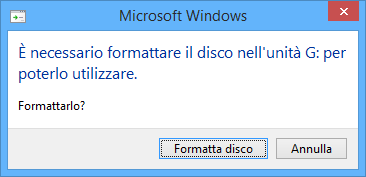 Microsoft Windows
È necessario formattare il disco nell'unità G: per
poterlo utilizzare.
Formattarlo?
Formatta disco
Annulla